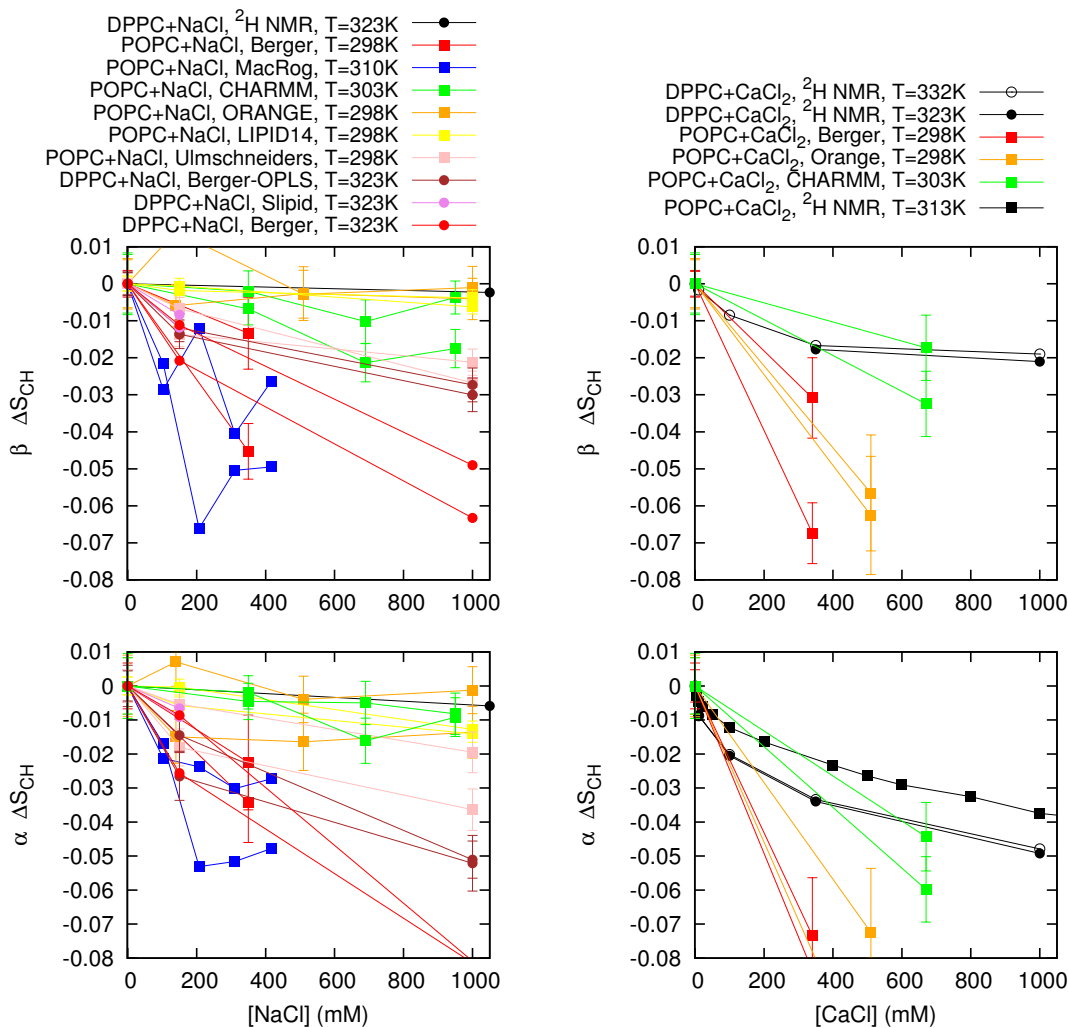 DPPC+NaCl, ²H NMR, T=323K
POPC+NaCl, Berger, T=298K
POPC+NaCl, MacRog, T=310K
POPC+NaCl, CHARMM, T=303K
POPC+NaCl, ORANGE, T=298K
POPC+NaCl, LIPID14, T=298K
POPC+NaCl, Ulmschneiders, T=298K
DPPC+NaCl, Berger-OPLS, T=323K
DPPC+NaCl, Slipid, T=323K
DPPC+NaCl, Berger, T=323K
0.01
0
-0.01
-0.02
-0.03
-0.04
-0.05
-0.06
-0.07
-0.08
β ΔS_CH
0 200 400 600 800 1000
DPPC+CaCl₂, ²H NMR, T=332K
DPPC+CaCl₂, ²H NMR, T=323K
POPC+CaCl₂, Berger, T=298K
POPC+CaCl₂, Orange, T=298K
POPC+CaCl₂, CHARMM, T=303K
POPC+CaCl₂, ²H NMR, T=313K
0.01
0
-0.01
-0.02
-0.03
-0.04
-0.05
-0.06
-0.07
-0.08
β ΔS_CH
0 200 400 600 800 1000
0.01
0
-0.01
-0.02
-0.03
-0.04
-0.05
-0.06
-0.07
-0.08
α ΔS_CH
0 200 400 600 800 1000
[NaCl] (mM)
0.01
0
-0.01
-0.02
-0.03
-0.04
-0.05
-0.06
-0.07
-0.08
α ΔS_CH
0 200 400 600 800 1000
[CaCl] (mM)